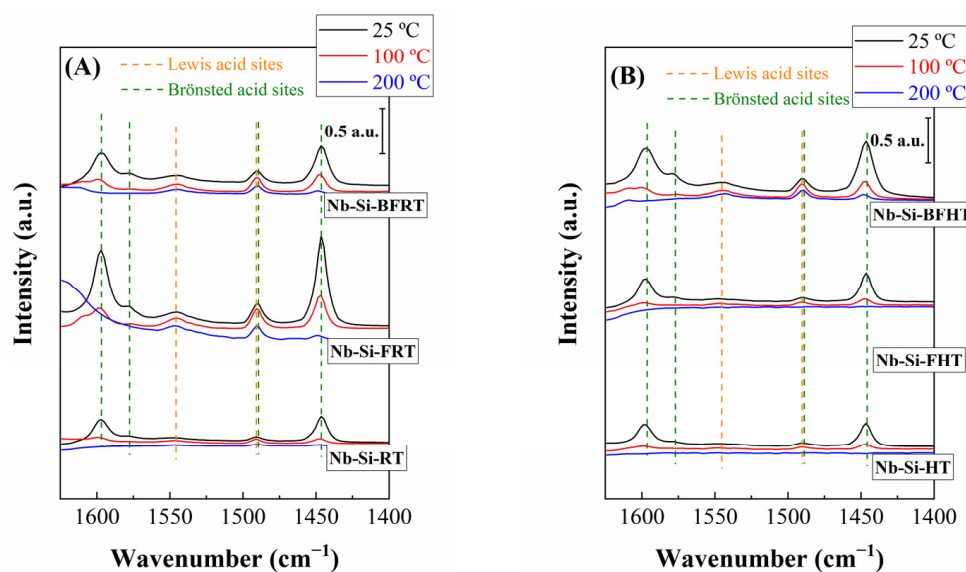 25 ºC
100 ºC
200 ºC
(A)
Lewis acid sites
Brönsted acid sites
0.5 a.u.
Nb-Si-BFRT
Nb-Si-FRT
Nb-Si-RT
Intensity (a.u.)
1600 1550 1500 1450 1400
Wavenumber (cm⁻¹)
25 ºC
100 ºC
200 ºC
(B)
Lewis acid sites
Brönsted acid sites
0.5 a.u.
Nb-Si-BFHT
Nb-Si-FHT
Nb-Si-HT
Intensity (a.u.)
1600 1550 1500 1450 1400
Wavenumber (cm⁻¹)